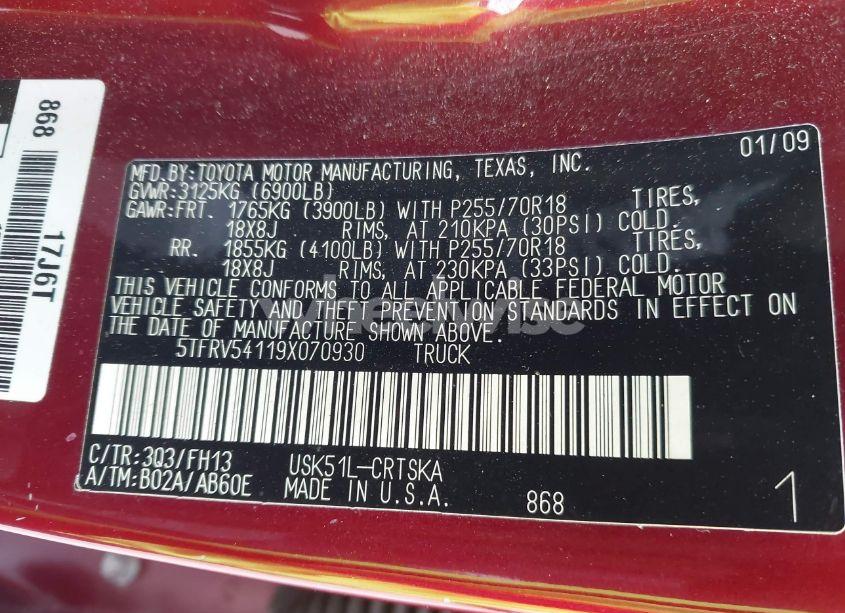 868
17J6T
MFD.BY:TOYOTA MOTOR MANUFACTURING, TEXAS, INC. 01/09
GVWR:3125KG (6900LB)
GAWR:FRT. 1765KG (3900LB) WITH P255/70R18 TIRES,
18X8J RIMS, AT 210KPA (30PSI) COLD.
RR. 1855KG (4100LB) WITH P255/70R18 TIRES,
18X8J RIMS, AT 230KPA (33PSI) COLD.
THIS VEHICLE CONFORMS TO ALL APPLICABLE FEDERAL MOTOR
VEHICLE SAFETY AND THEFT PREVENTION STANDARDS IN EFFECT ON
THE DATE OF MANUFACTURE SHOWN ABOVE.
5TFRV54119X070930 TRUCK
C/TR:3Q3/FH13 USK51L-CRTSKA
A/TM:B02A/AB60E MADE IN U.S.A. 868 1